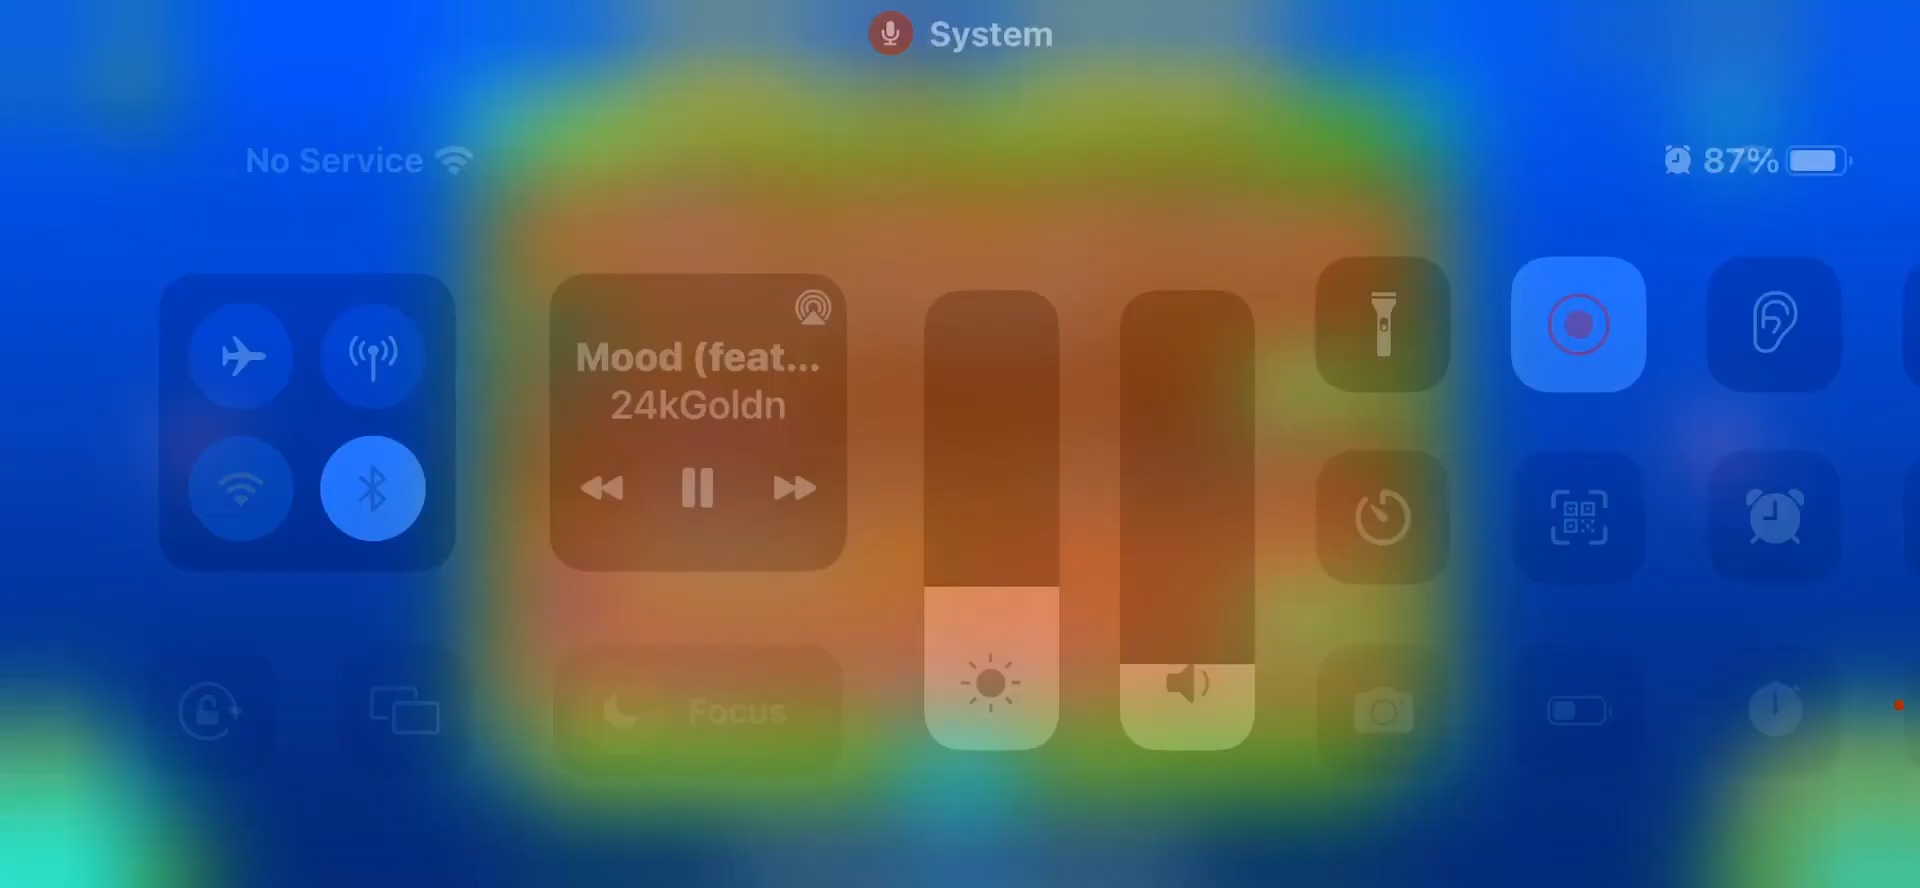 System
No Service
87%
Mood (feat...
24kGoldn
Focus